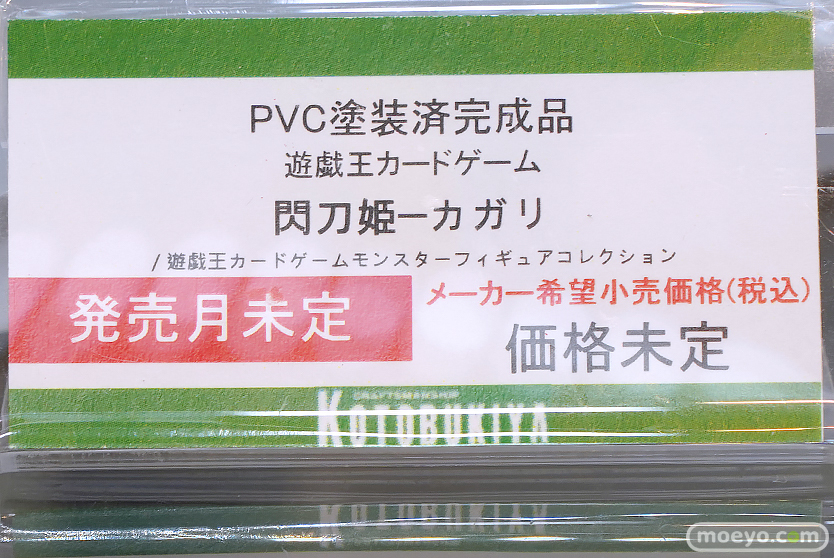 PVC塗装済完成品
遊戯王カードゲーム
閃刀姫ーカガリ
/遊戯王カードゲームモンスターフィギュアコレクション
発売月未定
メーカー希望小売価格(税込)
価格未定
CRAFTSMANSHIP
KOTOBUKIYA
moeyo.com